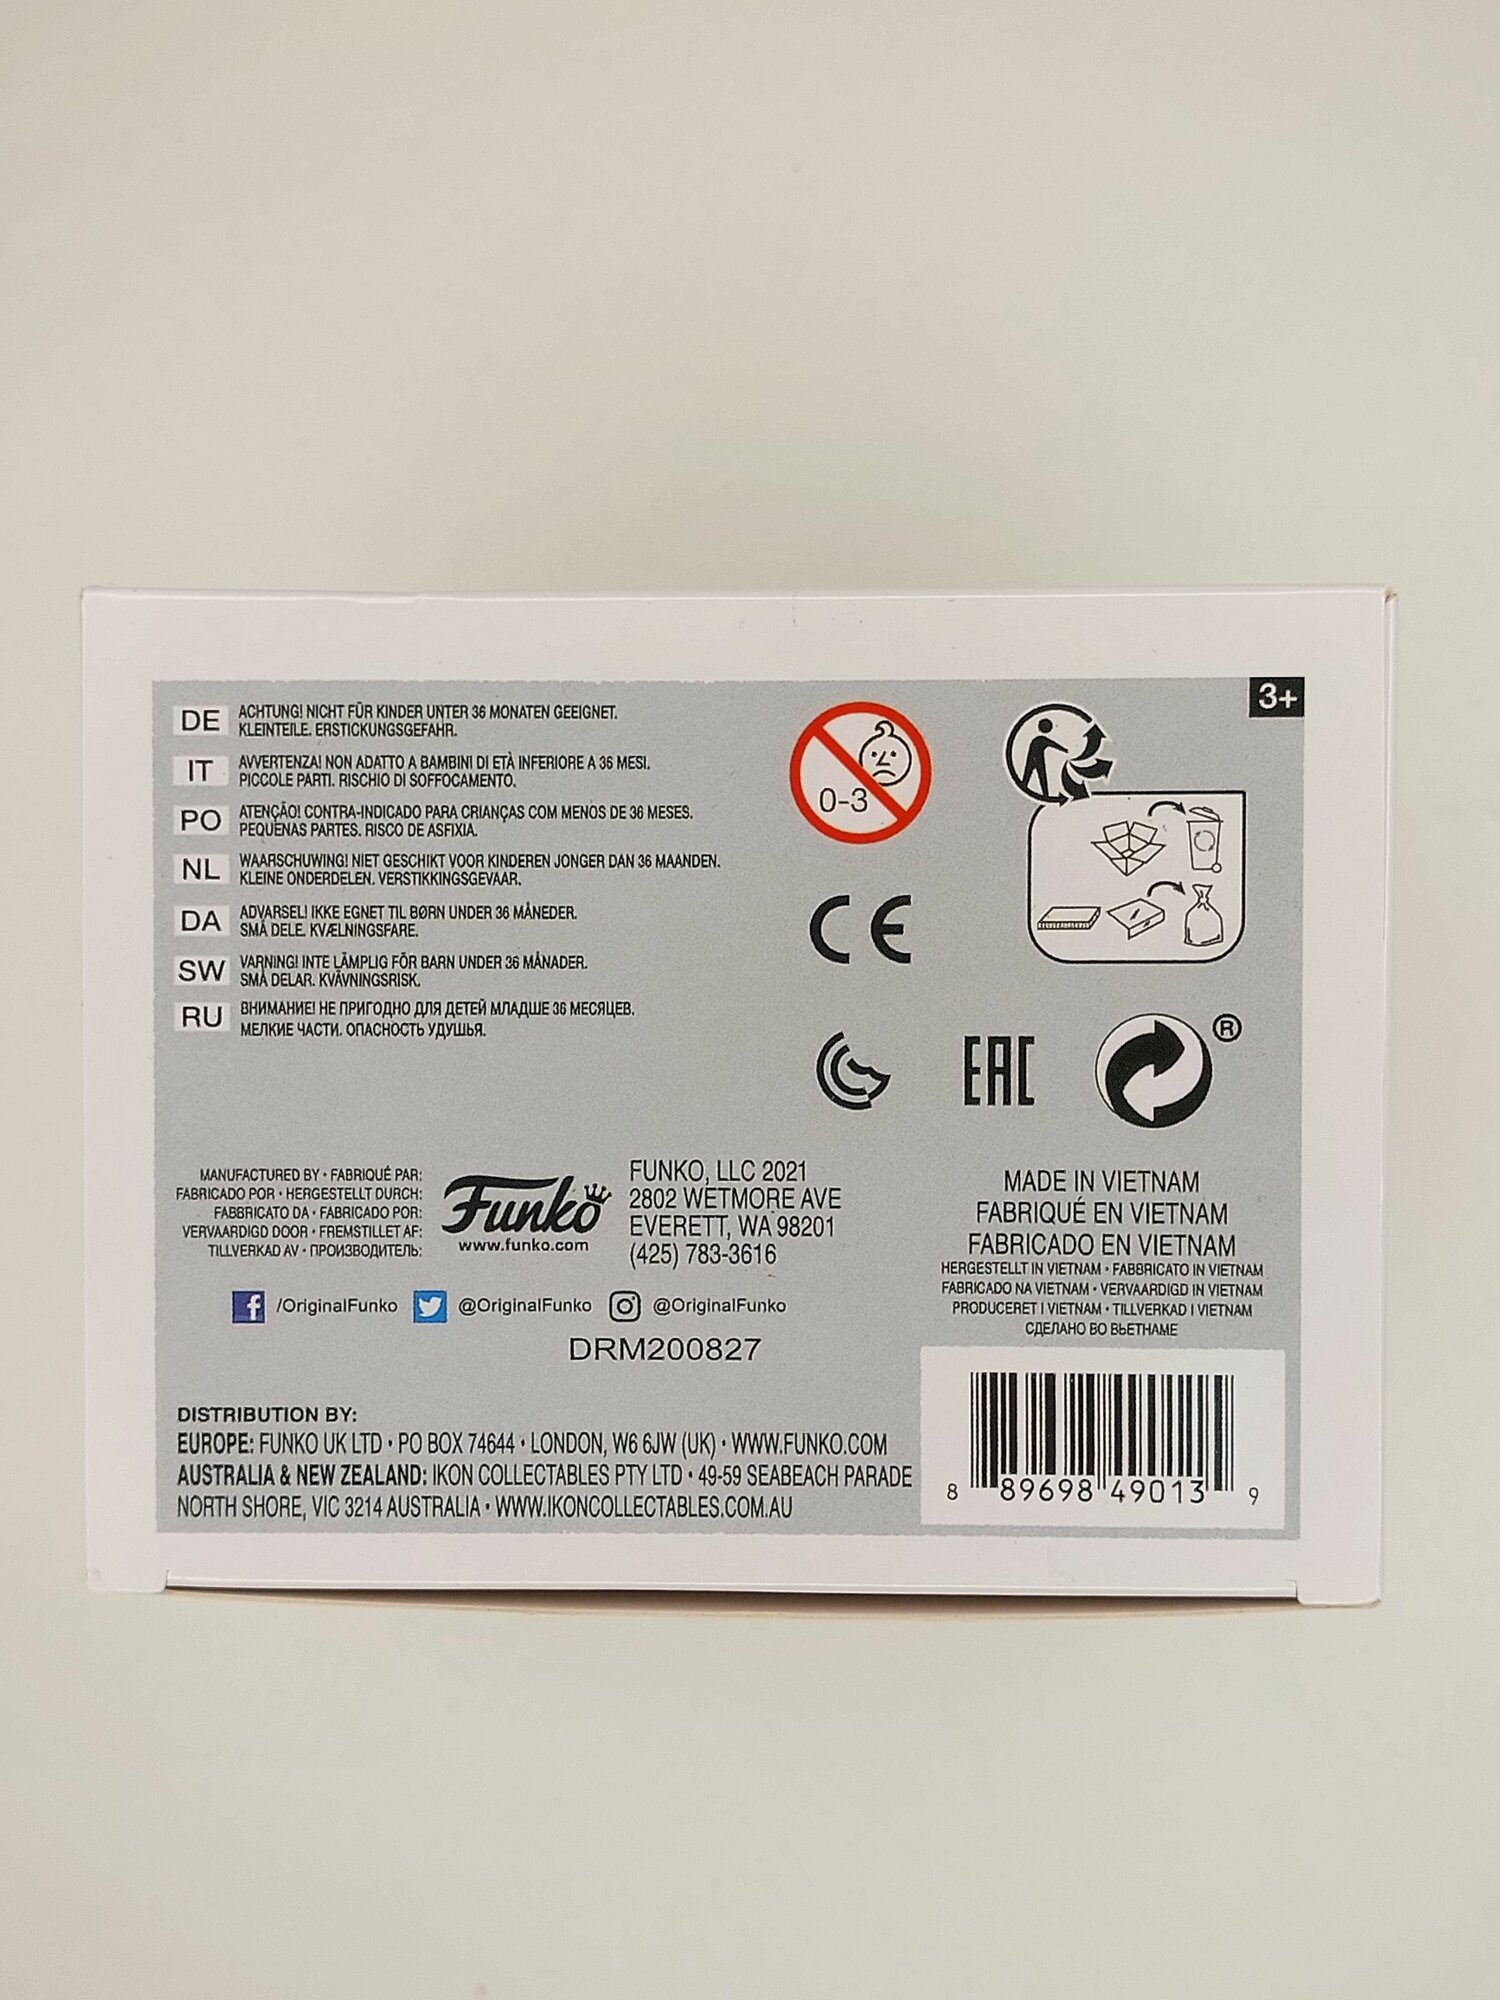 3+
DE ACHTUNG! NICHT FÜR KINDER UNTER 36 MONATEN GEEIGNET.
KLEINTEILE. ERSTICKUNGSGEFAHR.
IT AVVERTENZA! NON ADATTO A BAMBINI DI ETÀ INFERIORE A 36 MESI.
PICCOLE PARTI. RISCHIO DI SOFFOCAMENTO.
PO ATENÇÃO! CONTRA-INDICADO PARA CRIANÇAS COM MENOS DE 36 MESES.
PEQUENAS PARTES. RISCO DE ASFIXIA.
NL WAARSCHUWING! NIET GESCHIKT VOOR KINDEREN JONGER DAN 36 MAANDEN.
KLEINE ONDERDELEN. VERSTIKKINGSGEVAAR.
DA ADVARSEL! IKKE EGNET TIL BØRN UNDER 36 MÅNEDER.
SMÅ DELE. KVÆLNINGSFARE.
SW VARNING! INTE LÄMPLIG FÖR BARN UNDER 36 MÅNADER.
SMÅ DELAR. KVÄVNINGSRISK.
RU ВНИМАНИЕ! НЕ ПРИГОДНО ДЛЯ ДЕТЕЙ МЛАДШЕ 36 МЕСЯЦЕВ.
МЕЛКИЕ ЧАСТИ. ОПАСНОСТЬ УДУШЬЯ.
0-3
CE
EAC
®
MANUFACTURED BY • FABRIQUÉ PAR:
FABRICADO POR • HERGESTELLT DURCH:
FABBRICATO DA • FABRICADO POR:
VERVAARDIGD DOOR • FREMSTILLET AF:
TILLVERKAD AV • ПРОИЗВОДИТЕЛЬ:
Funko
www.funko.com
FUNKO, LLC 2021
2802 WETMORE AVE
EVERETT, WA 98201
(425) 783-3616
/OriginalFunko @OriginalFunko @OriginalFunko
DRM200827
MADE IN VIETNAM
FABRIQUÉ EN VIETNAM
FABRICADO EN VIETNAM
HERGESTELLT IN VIETNAM • FABBRICATO IN VIETNAM
FABRICADO NA VIETNAM • VERVAARDIGD IN VIETNAM
PRODUCERET I VIETNAM • TILLVERKAD I VIETNAM
СДЕЛАНО ВО ВЬЕТНАМЕ
DISTRIBUTION BY:
EUROPE: FUNKO UK LTD • PO BOX 74644 • LONDON, W6 6JW (UK) • WWW.FUNKO.COM
AUSTRALIA & NEW ZEALAND: IKON COLLECTABLES PTY LTD • 49-59 SEABEACH PARADE
NORTH SHORE, VIC 3214 AUSTRALIA • WWW.IKONCOLLECTABLES.COM.AU
8 89698 49013 9